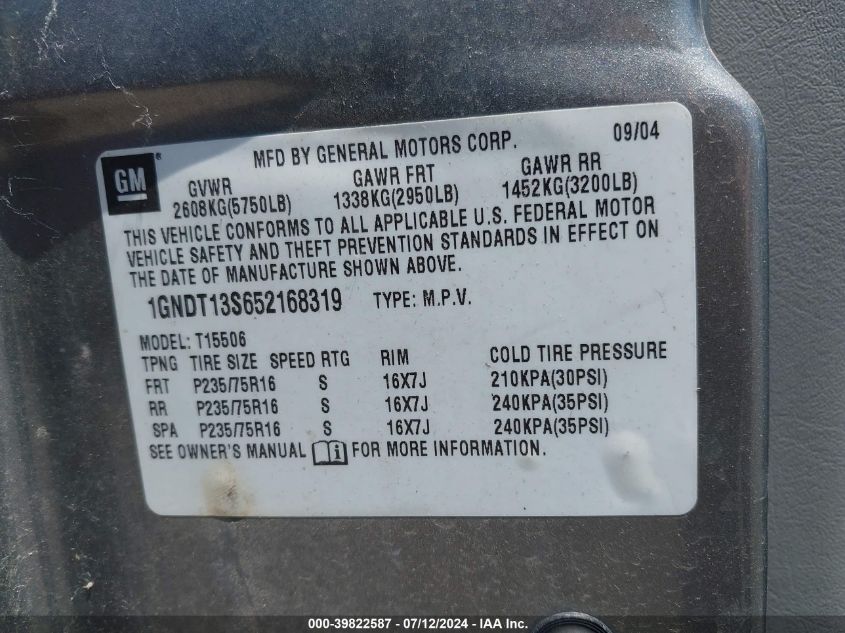 09/04
GM
MFD BY GENERAL MOTORS CORP.
GVWR GAWR FRT GAWR RR
2608KG(5750LB) 1338KG(2950LB) 1452KG(3200LB)
THIS VEHICLE CONFORMS TO ALL APPLICABLE U.S. FEDERAL MOTOR
VEHICLE SAFETY AND THEFT PREVENTION STANDARDS IN EFFECT ON
THE DATE OF MANUFACTURE SHOWN ABOVE.
1GNDT13S652168319 TYPE: M.P.V.
MODEL: T15506
TPNG TIRE SIZE SPEED RTG RIM COLD TIRE PRESSURE
FRT P235/75R16 S 16X7J 210KPA(30PSI)
RR P235/75R16 S 16X7J 240KPA(35PSI)
SPA P235/75R16 S 16X7J 240KPA(35PSI)
SEE OWNER'S MANUAL i FOR MORE INFORMATION.
000-39822587 - 07/12/2024 - IAA Inc.